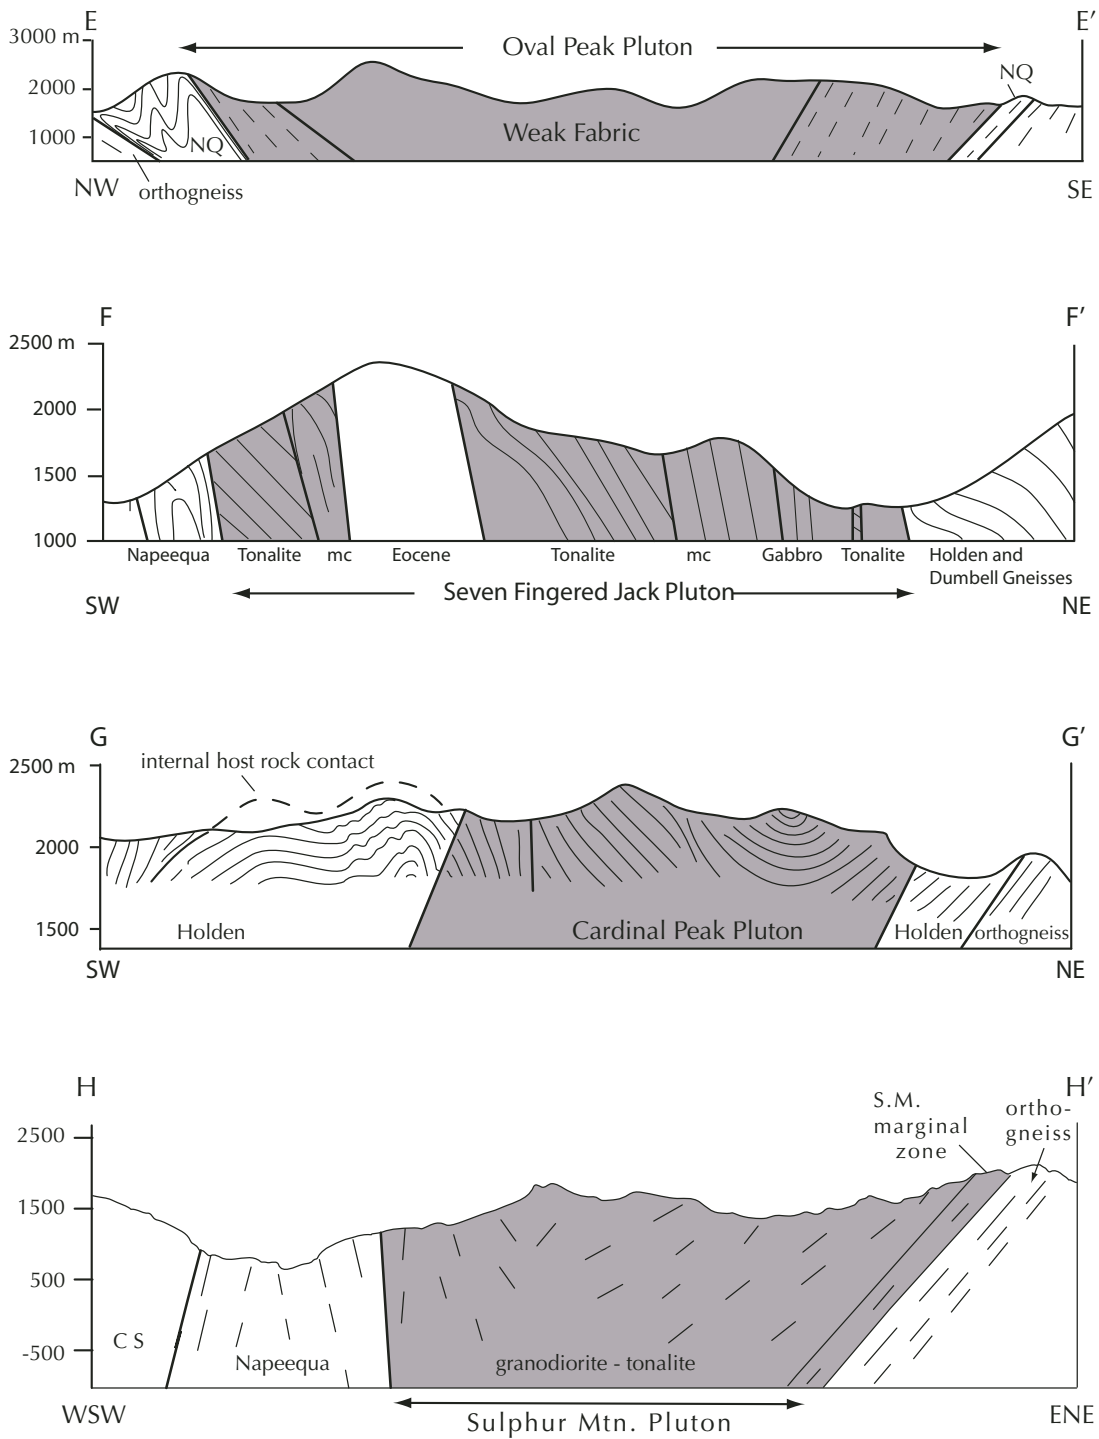 E
E′
3000 m
Oval Peak Pluton
NQ
2000
1000
NQ
Weak Fabric
NW
orthogneiss
SE
F
F′
2500 m
2000
1500
1000
Napeequa
Tonalite
mc
Eocene
Tonalite
mc
Gabbro
Tonalite
Holden and
Dumbell Gneisses
Seven Fingered Jack Pluton
SW
NE
G
G′
internal host rock contact
2500 m
2000
1500
Holden
Cardinal Peak Pluton
Holden
orthogneiss
SW
NE
H
H′
S.M.
marginal
zone
ortho-
gneiss
2500
1500
500
-500
C S
Napeequa
granodiorite - tonalite
WSW
Sulphur Mtn. Pluton
ENE